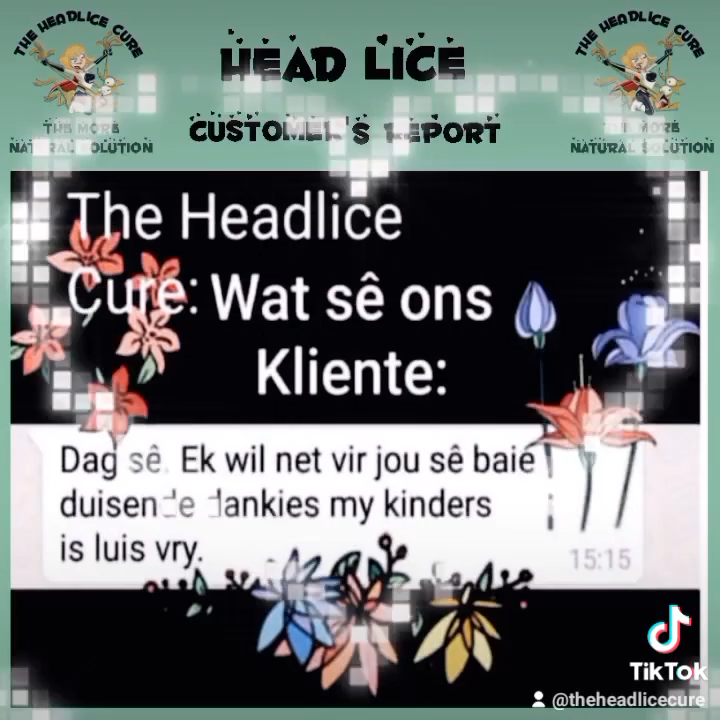 THE HEADLICE CURE
THE MORE
NATURAL SOLUTION
HEAD LICE
CUSTOMER'S REPORT
THE HEADLICE CURE
THE MORE
NATURAL SOLUTION
The Headlice
Cure: Wat sê ons
Kliente:
Dag sê. Ek wil net vir jou sê baie
duisende dankies my kinders
is luis vry.
15:15
TikTok
@theheadlicecure